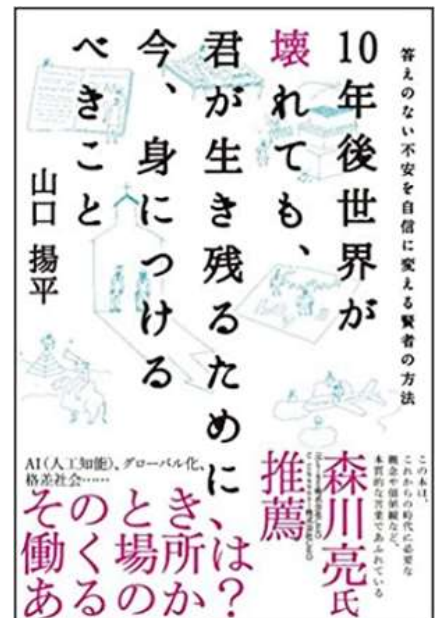 答えのない不安を自信に変える賢者の方法
10年後世界が
壊れても、
君が生き残るために
今、身につける
べきこと
山口 揚平
この本は、
これからの時代に必要な
概念や価値観など、
本質的な言葉であふれている
森川亮氏
推薦
AI(人工知能)、グローバル化、
格差社会……
そのとき、
働く場所は
あるのか?